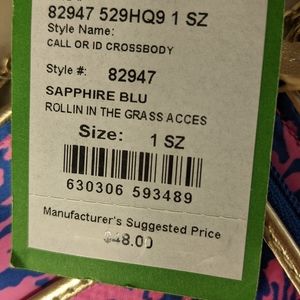 82947 529HQ9 1 SZ
Style Name:
CALL OR ID CROSSBODY
Style #: 82947
SAPPHIRE BLU
ROLLIN IN THE GRASS ACCES
Size: 1 SZ
630306 593489
Manufacturer's Suggested Price
$48.00